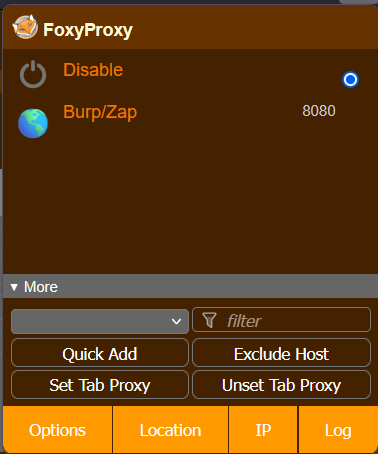 FoxyProxy
Disable
Burp/Zap 8080
More
filter
Quick Add Exclude Host
Set Tab Proxy Unset Tab Proxy
Options Location IP Log